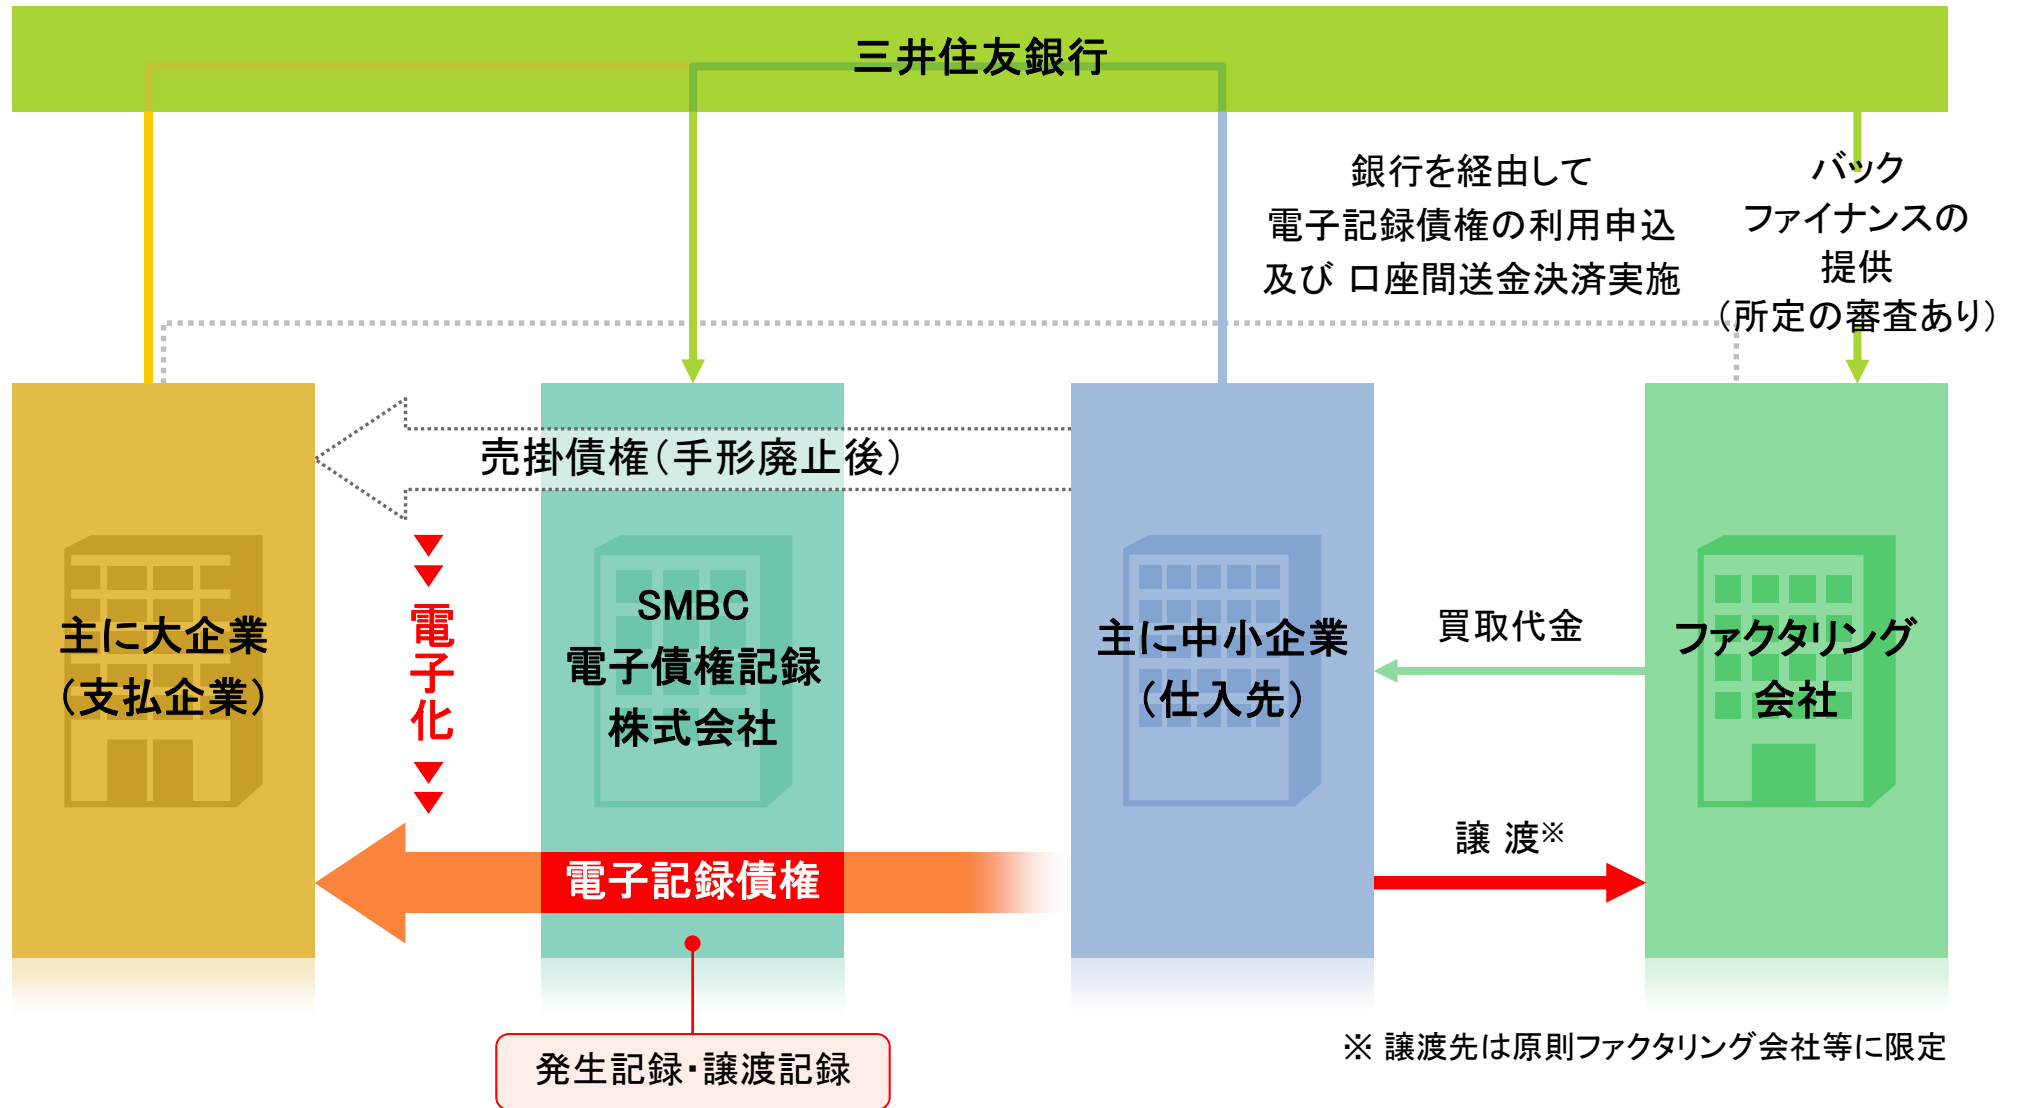 三井住友銀行
銀行を経由して
電子記録債権の利用申込
及び 口座間送金決済実施
バック
ファイナンスの
提供
（所定の審査あり）
売掛債権（手形廃止後）
電子化
主に大企業
（支払企業）
SMBC
電子債権記録
株式会社
主に中小企業
（仕入先）
買取代金
ファクタリング
会社
譲 渡※
電子記録債権
発生記録・譲渡記録
※ 譲渡先は原則ファクタリング会社等に限定